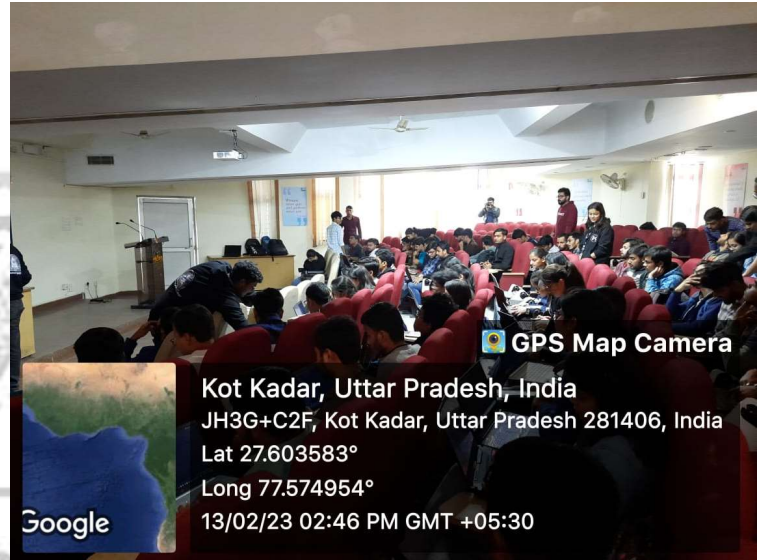 GPS Map Camera
Kot Kadar, Uttar Pradesh, India
JH3G+C2F, Kot Kadar, Uttar Pradesh 281406, India
Lat 27.603583°
Long 77.574954°
13/02/23 02:46 PM GMT +05:30
Google